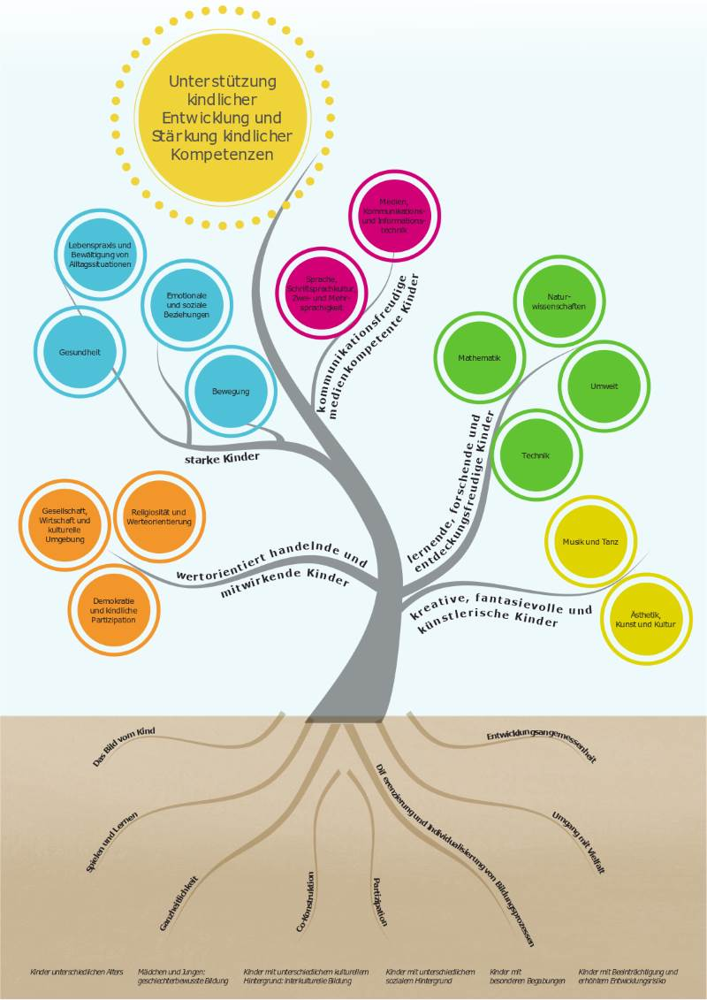 Unterstützung
kindlicher
Entwicklung und
Stärkung kindlicher
Kompetenzen
Medien,
Kommunikations-
und Informations-
technik
Sprache,
Schriftsprachkultur,
Zwei- und Mehr-
sprachigkeit
kommunikationsfreudige
medienkompetente Kinder
Lebenspraxis und
Bewältigung von
Alltagssituationen
Emotionale
und soziale
Beziehungen
Gesundheit
Bewegung
starke Kinder
Natur-
wissenschaften
Mathematik
Umwelt
Technik
lernende, forschende und
entdeckungsfreudige Kinder
Gesellschaft,
Wirtschaft und
kulturelle
Umgebung
Religiosität und
Werteorientierung
Demokratie
und kindliche
Partizipation
wertorientiert handelnde und
mitwirkende Kinder
Musik und Tanz
Ästhetik,
Kunst und Kultur
kreative, fantasievolle und
künstlerische Kinder
Das Bild vom Kind
Spielen und Lernen
Ganzheitlichkeit
Co-Konstruktion
Partizipation
Dif erenzierung und Individualisierung von Bildungsprozessen
Umgang mit Vielfalt
Entwicklungsangemessenheit
Kinder unterschiedlichen Alters
Mädchen und Jungen:
geschlechterbewusste Bildung
Kinder mit unterschiedlichem kulturellem
Hintergrund: Interkulturelle Bildung
Kinder mit unterschiedlichem
sozialem Hintergrund
Kinder mit
besonderen Begabungen
Kinder mit Beeinträchtigung und
erhöhtem Entwicklungsrisiko